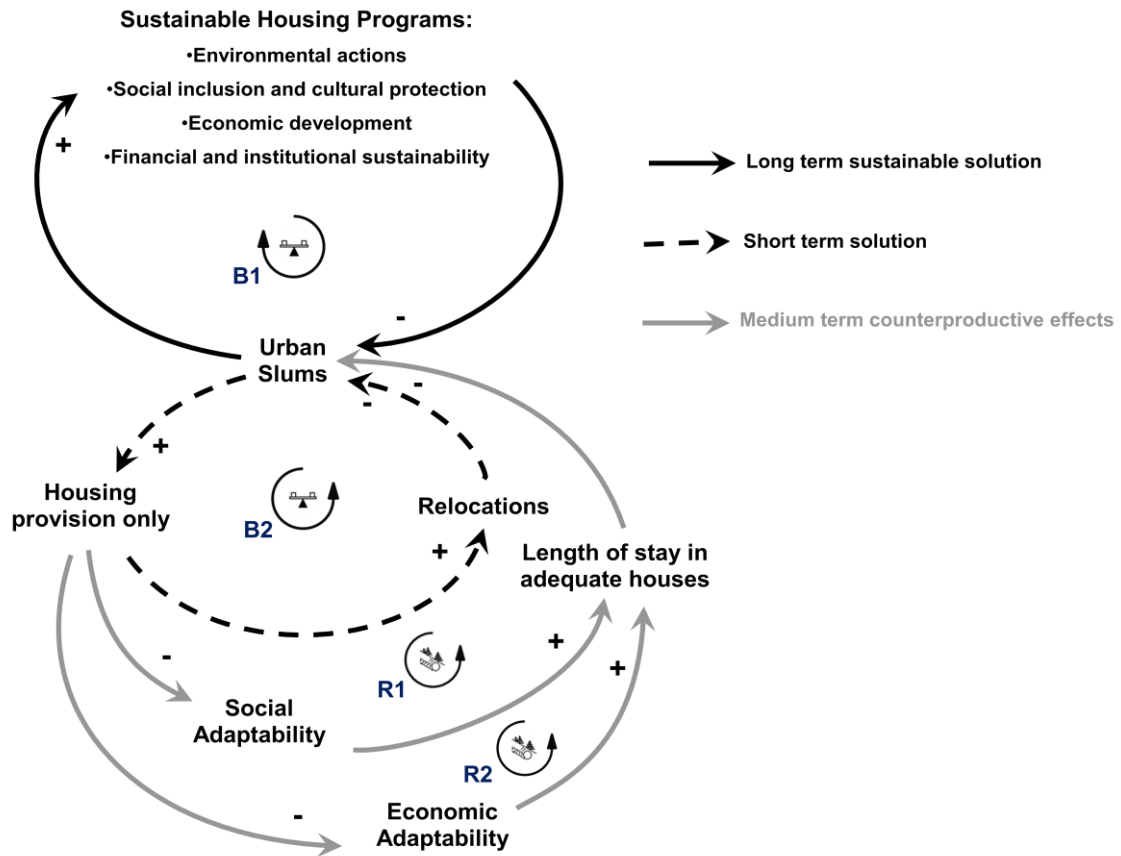 Sustainable Housing Programs:
•Environmental actions
•Social inclusion and cultural protection
•Economic development
•Financial and institutional sustainability
+
Long term sustainable solution
Short term solution
Medium term counterproductive effects
B1
-
Urban
Slums
-
-
+
Housing
provision only
B2
Relocations
+
Length of stay in
adequate houses
-
R1
+
+
Social
Adaptability
R2
-
Economic
Adaptability